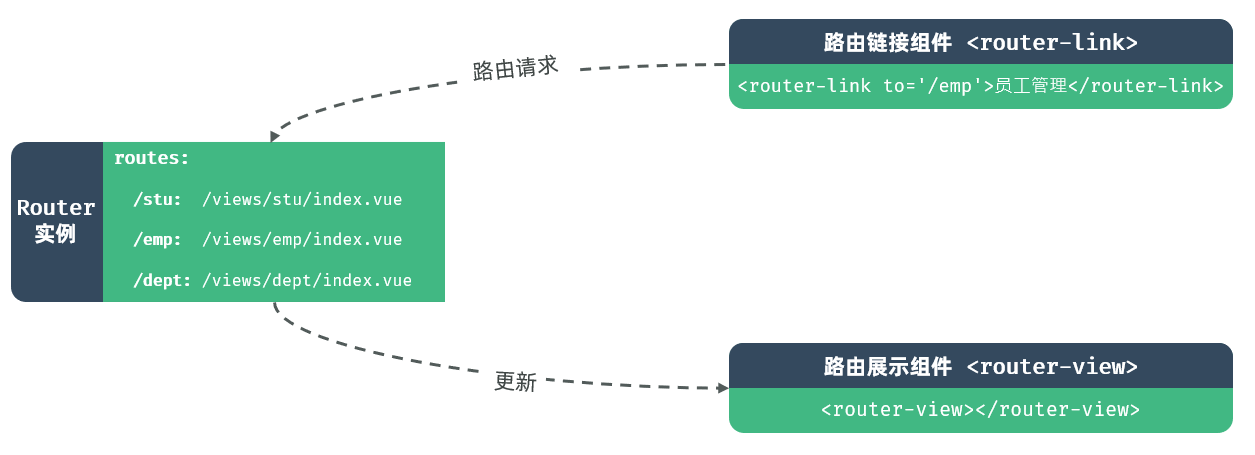 路由链接组件 <router-link>
<router-link to='/emp'>员工管理</router-link>
路由请求
Router
实例
routes:
/stu: /views/stu/index.vue
/emp: /views/emp/index.vue
/dept: /views/dept/index.vue
更新
路由展示组件 <router-view>
<router-view></router-view>